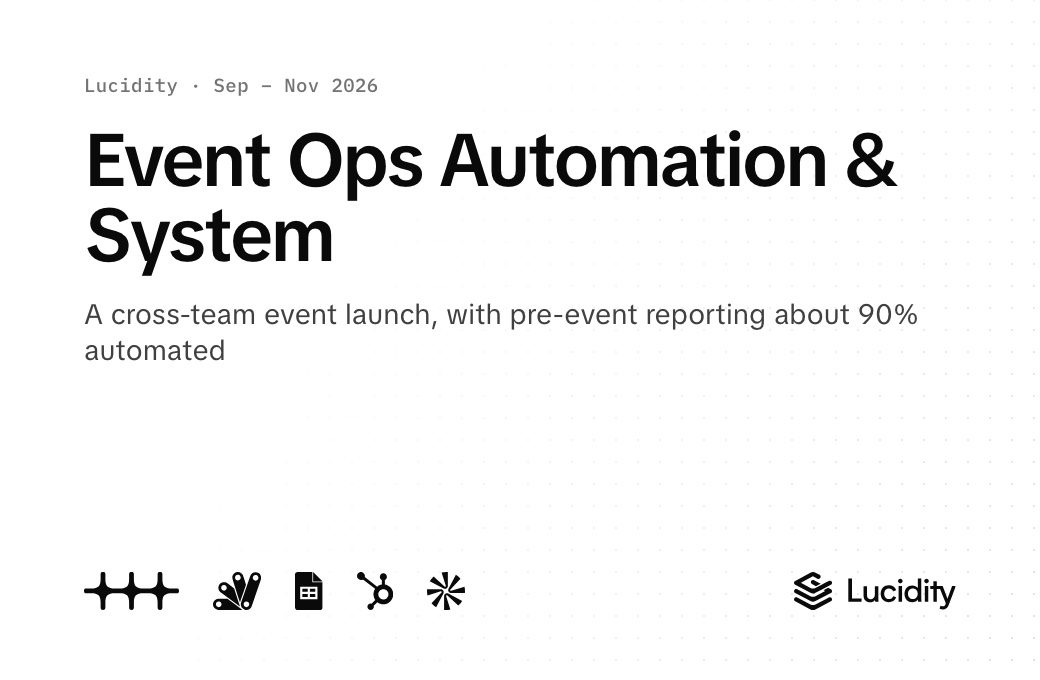 Lucidity · Sep – Nov 2026
Event Ops Automation &
System
A cross-team event launch, with pre-event reporting about 90%
automated
Lucidity